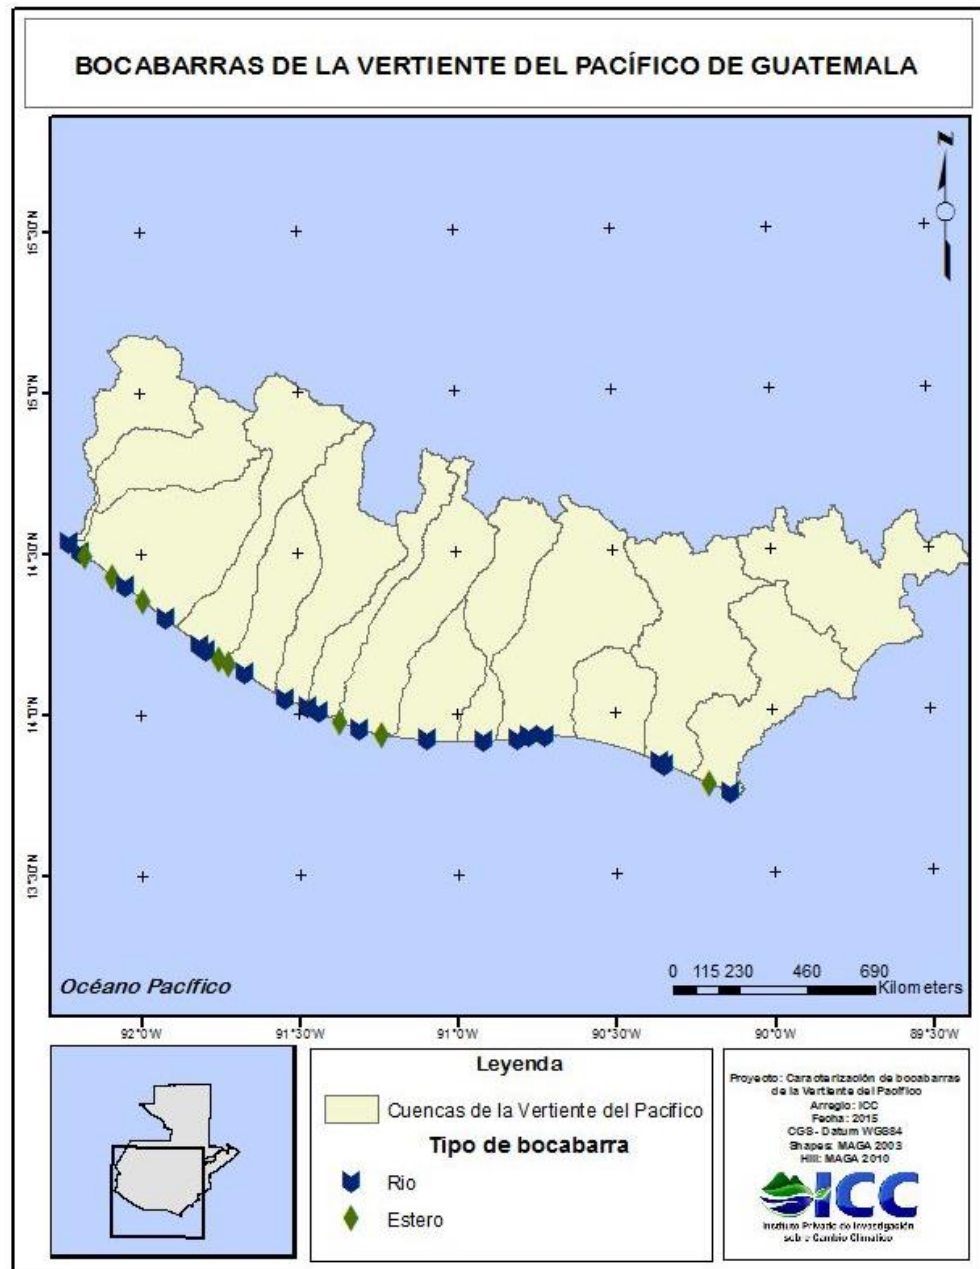 BOCABARRAS DE LA VERTIENTE DEL PACÍFICO DE GUATEMALA
N
15°30'N
15°0'N
14°30'N
14°0'N
13°30'N
Océano Pacífico
0 115 230 460 690
Kilometers
92°0'W 91°30'W 91°0'W 90°30'W 90°0'W 89°30'W
Leyenda
Cuencas de la Vertiente del Pacifico
Tipo de bocabarra
Rio
Estero
Proyecto: Caracterización de bocabarras
de la Vertiente del Pacífico
Arreglo: ICC
Fecha: 2015
CGS- Datum WGS84
Shapes: MAGA 2003
Hill: MAGA 2010
ICC
Instituto Privado de Investigación
sobre Cambio Climatico